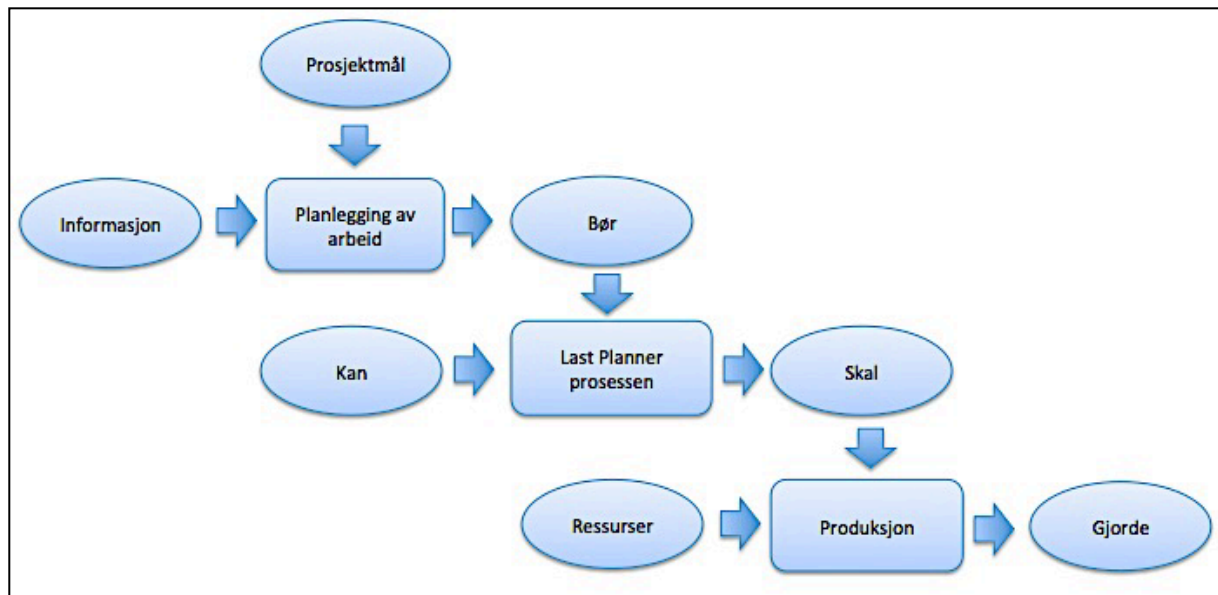 Prosjektmål
Informasjon
Planlegging av
arbeid
Bør
Kan
Last Planner
prosessen
Skal
Ressurser
Produksjon
Gjorde